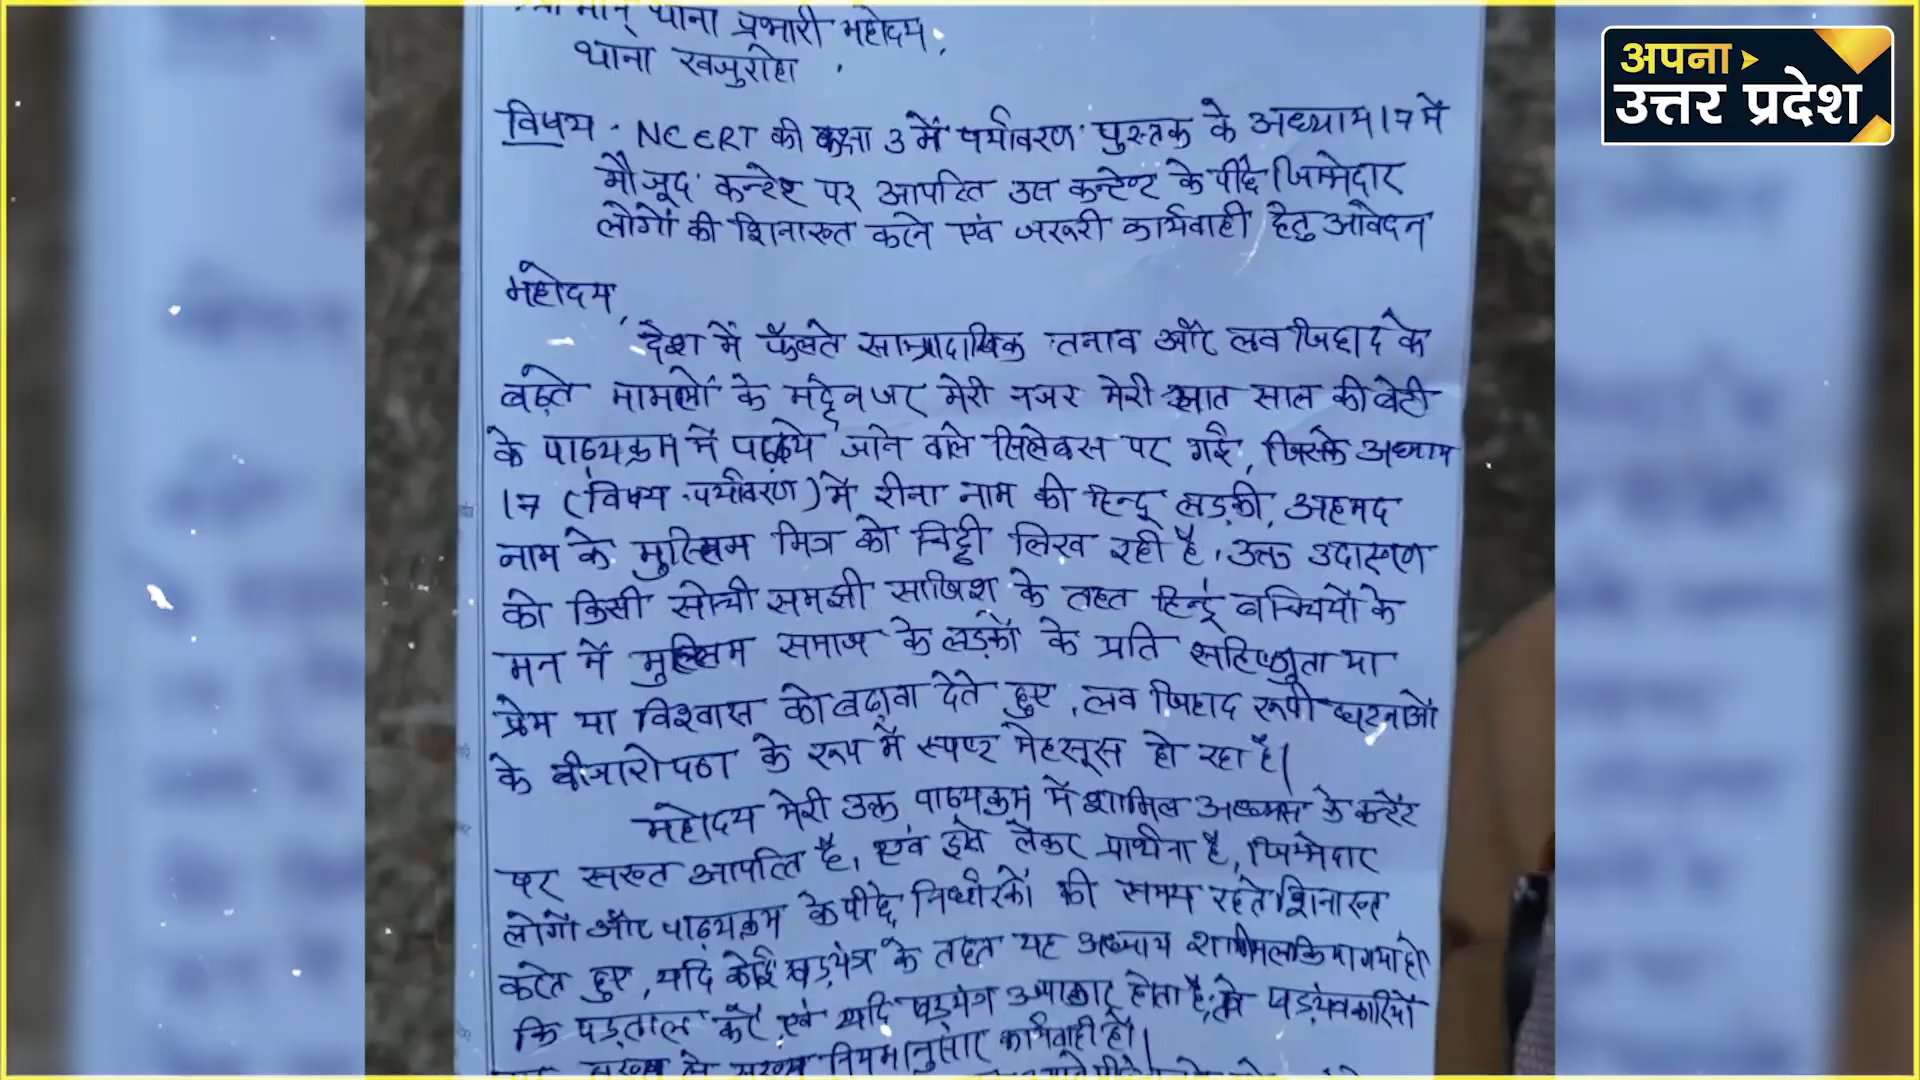 श्रीमान् थाना प्रभारी महोदय,
थाना खजुराहो
अपना
उत्तर प्रदेश
विषय - NCERT की कक्षा 3 में पर्यावरण पुस्तक के अध्याय 17 में
मौजूद कन्टेंट पर आपत्ति उस कन्टेण्ट के पीछे जिम्मेदार
लोगों की शिनाख्त करने एवं जरूरी कार्यवाही हेतु आवेदन
महोदय,
देश में फैलते साम्प्रदायिक तनाव और लव जिहाद के
बढ़ते मामलों के मद्देनजर मेरी नजर मेरी सात साल की बेटी
के पाठ्यक्रम में पढ़ाये जाने वाले सिलेबस पर गई, जिसके अध्याय
17 (विषय-पर्यावरण) में रीना नाम की हिन्दू लड़की, अहमद
नाम के मुस्लिम मित्र को चिट्ठी लिख रही है, उक्त उदाहरण
को किसी सोची समझी साजिश के तहत हिन्दू बच्चियों के
मन में मुस्लिम समाज के लड़कों के प्रति सहिष्णुता या
प्रेम या विश्वास को बढ़ावा देते हुए, लव जिहाद रूपी घटनाओं
के बीजारोपण के रूप में स्पष्ट मेहसूस हो रहा है।
महोदय मेरी उक्त पाठ्यक्रम में शामिल अध्याय के कन्टेंट
पर सख्त आपत्ति है, एवं इसे लेकर प्रार्थना है, जिम्मेदार
लोगों और पाठ्यक्रम के पीछे निर्धारकों की समय रहते शिनाख्त
करते हुए, यदि कोई षड़यंत्र के तहत यह अध्याय शामिल किया गया हो
कि पड़ताल करें एवं यदि षड़यंत्र उजागर होता है, तो षड़यंत्रकारियों
सख्त से सख्त नियमानुसार कार्यवाही हो।